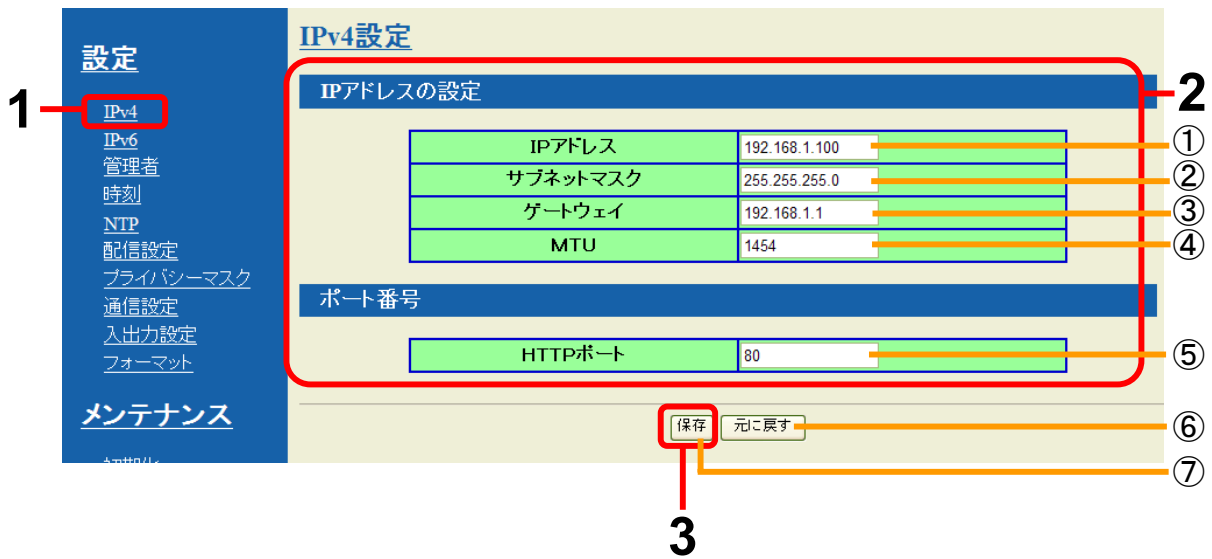 設定
1
IPv4
IPv6
管理者
時刻
NTP
配信設定
プライバシーマスク
通信設定
入出力設定
フォーマット
メンテナンス
初期化
IPv4設定
2
IPアドレスの設定
IPアドレス 192.168.1.100 ①
サブネットマスク 255.255.255.0 ②
ゲートウェイ 192.168.1.1 ③
MTU 1454 ④
ポート番号
HTTPポート 80 ⑤
保存 元に戻す ⑥
⑦
3